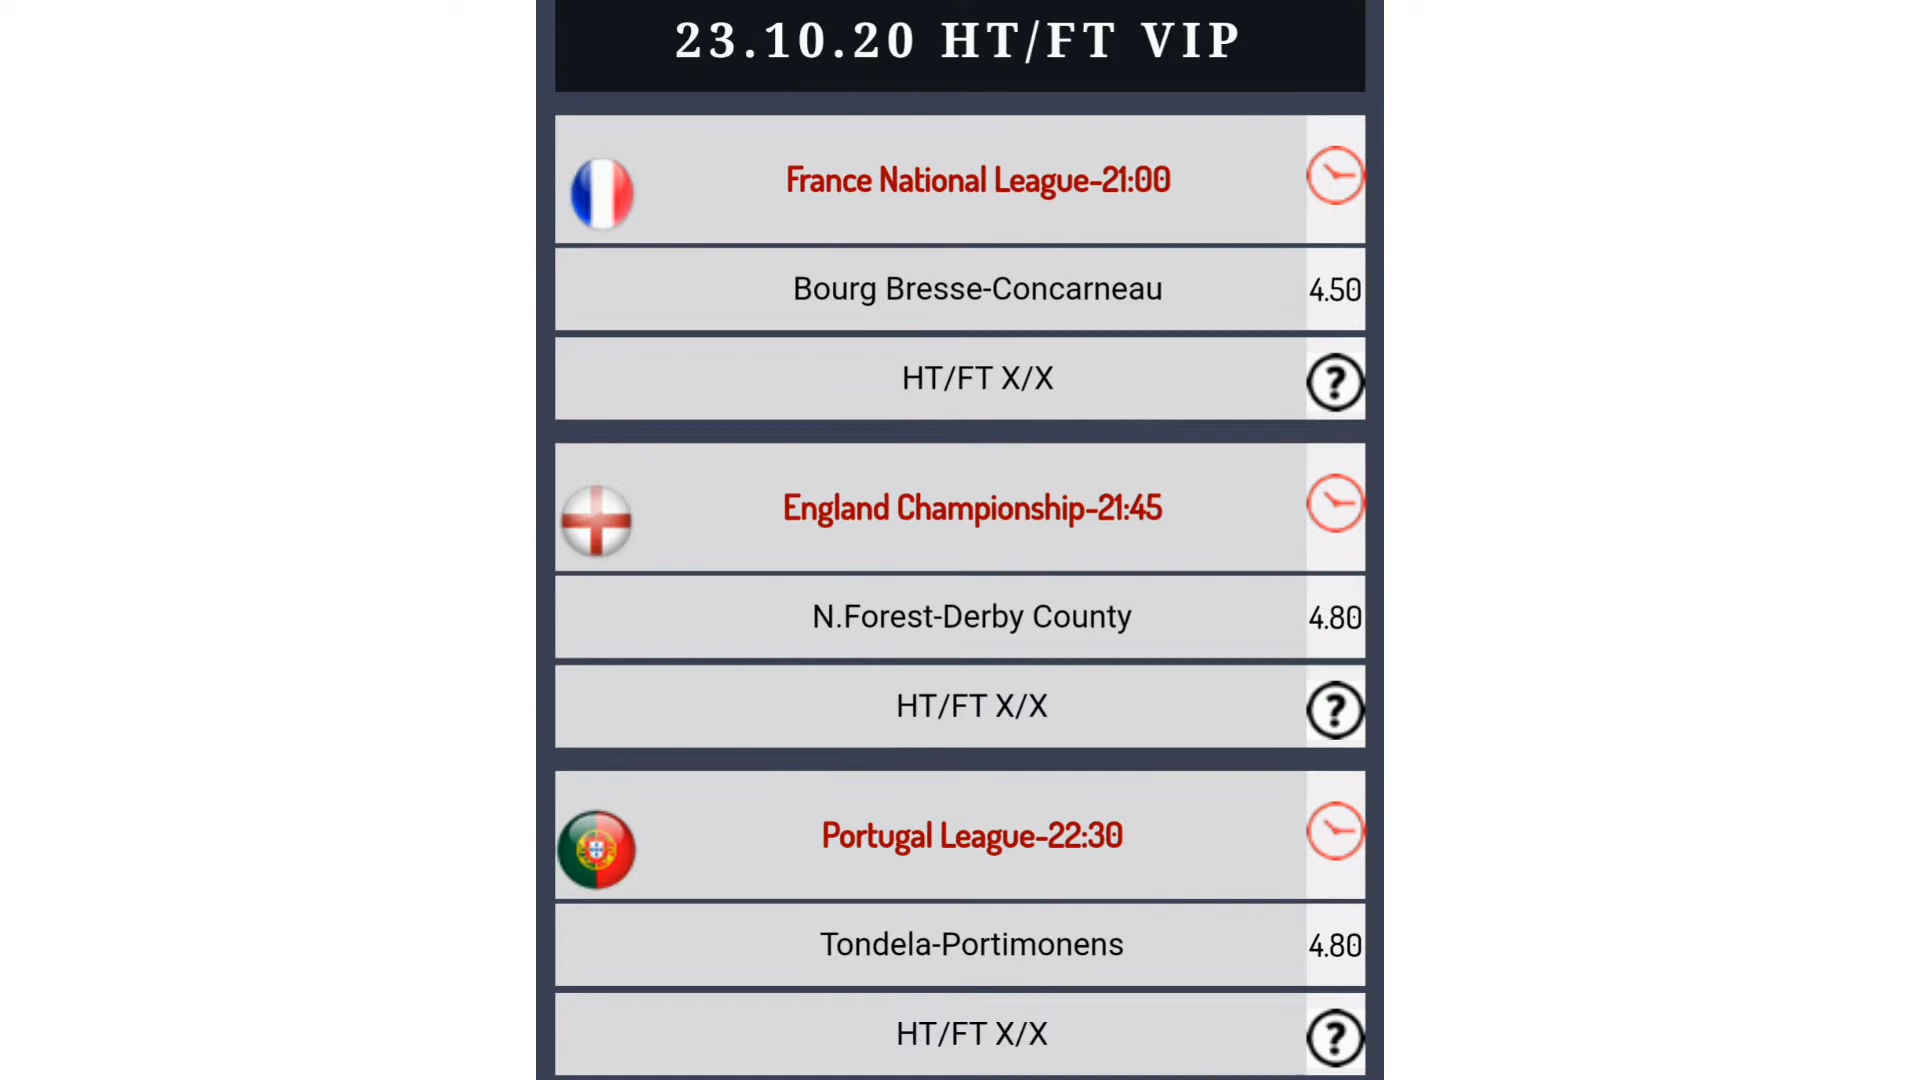 23.10.20 HT/FT VIP
France National League-21:00
Bourg Bresse-Concarneau 4.50
HT/FT X/X ?
England Championship-21:45
N.Forest-Derby County 4.80
HT/FT X/X ?
Portugal League-22:30
Tondela-Portimonens 4.80
HT/FT X/X ?